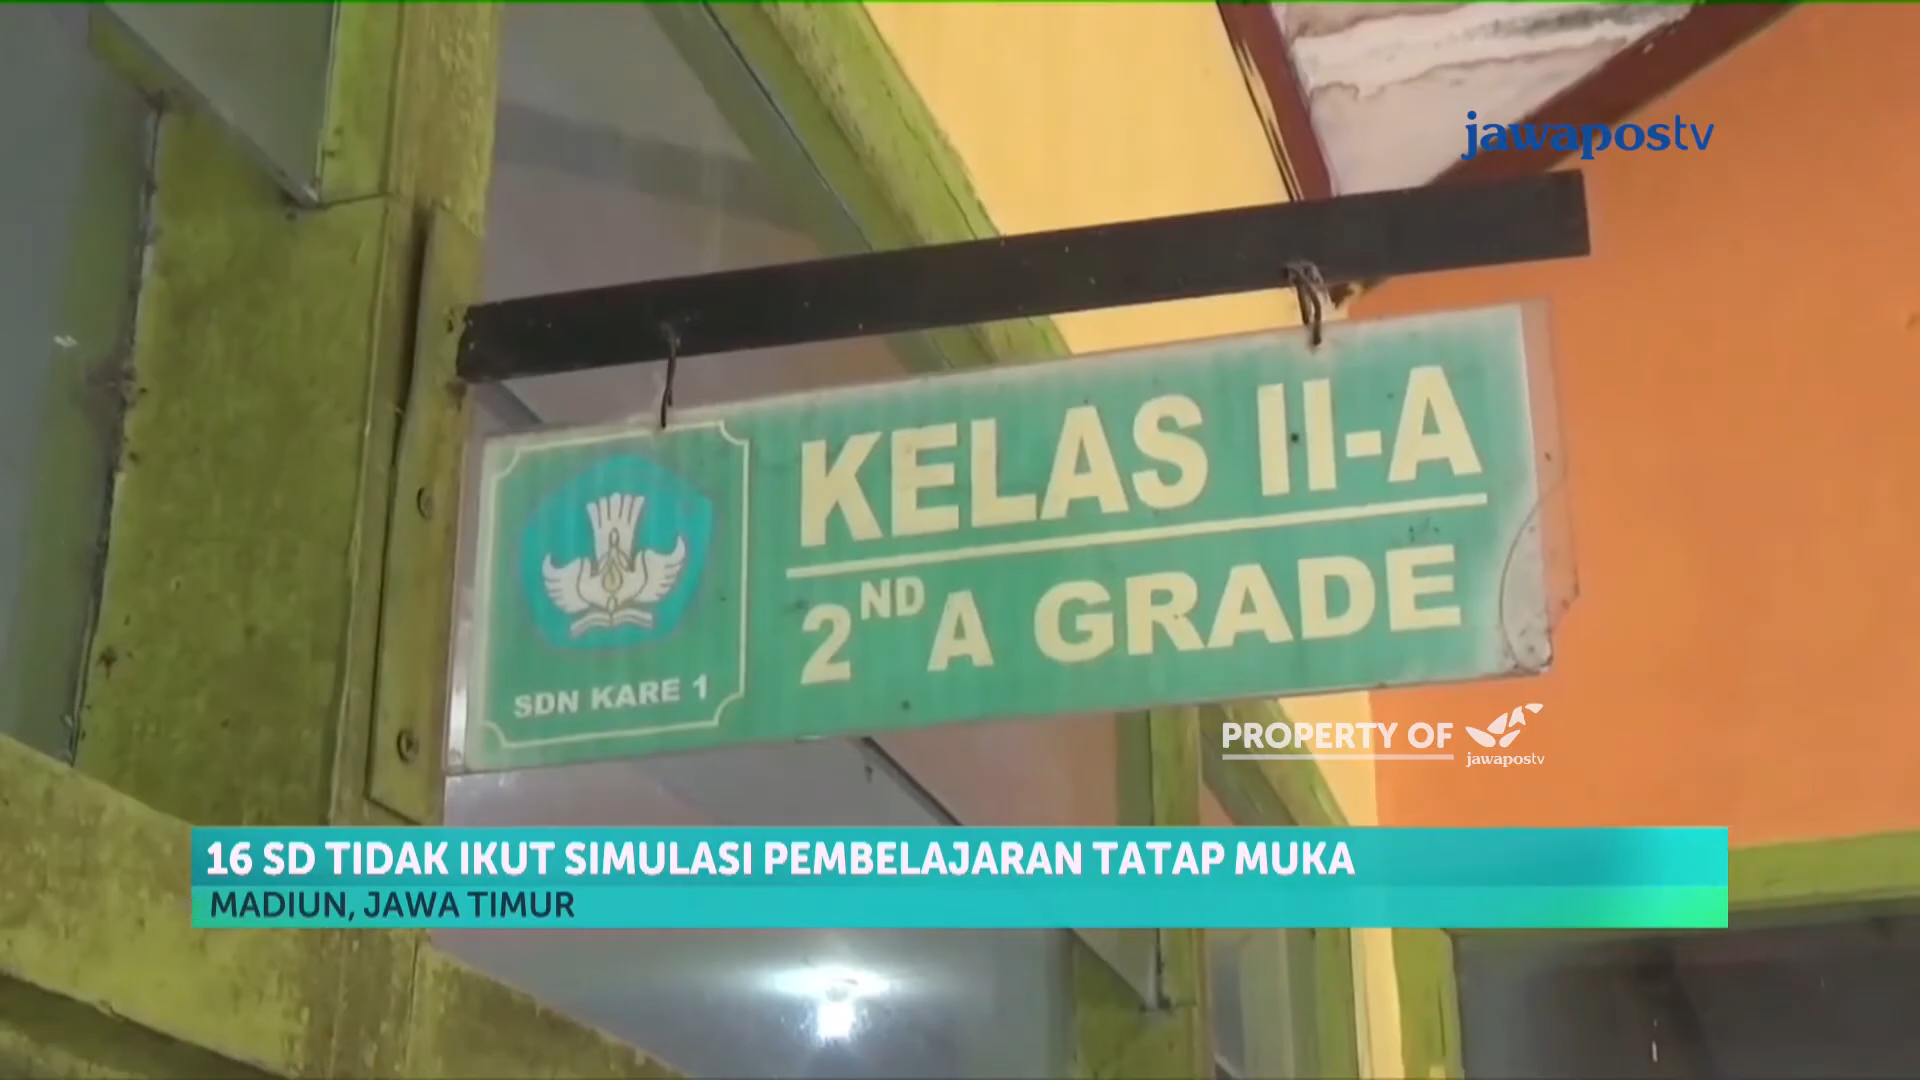 jawapostv
KELAS II-A
2ND A GRADE
SDN KARE 1
PROPERTY OF
jawapostv
16 SD TIDAK IKUT SIMULASI PEMBELAJARAN TATAP MUKA
MADIUN, JAWA TIMUR